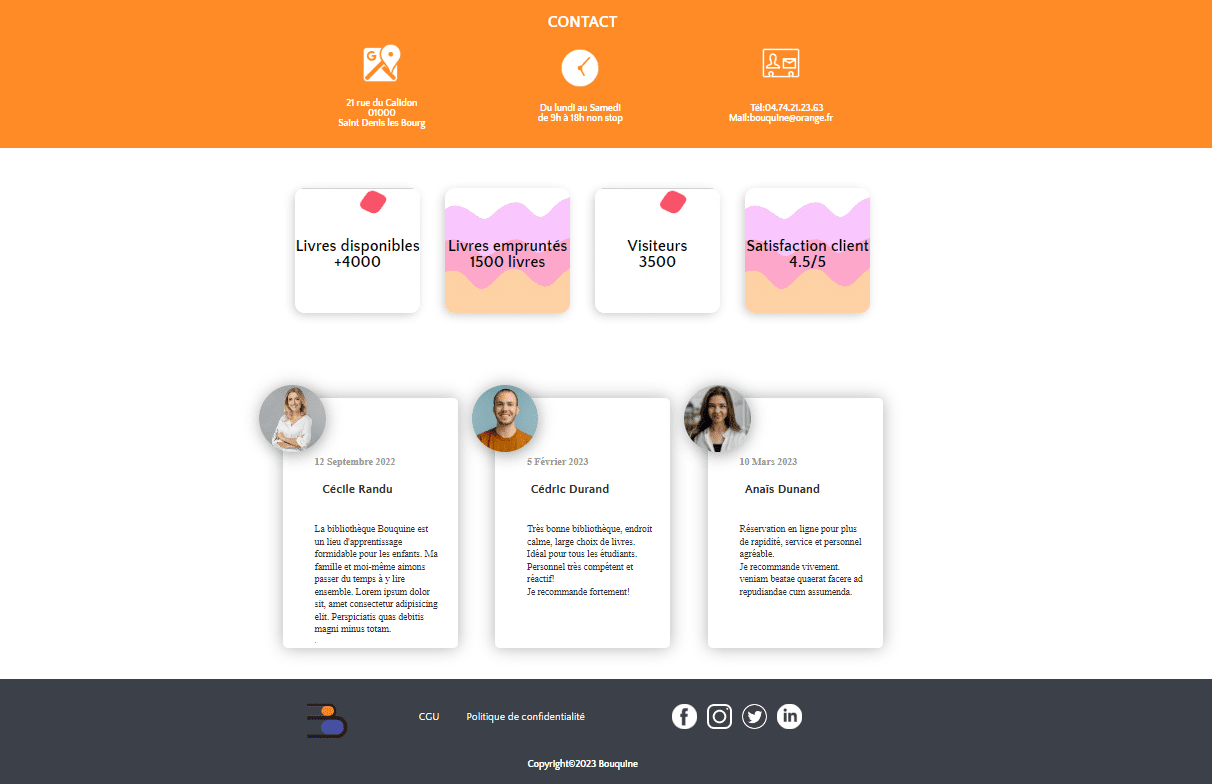 CONTACT
G
21 rue du Calidon
01000
Saint Denis les Bourg
Du lundi au Samedi
de 9h à 18h non stop
Tél:04.74.21.23.63
Mail:bouquine@orange.fr
Livres disponibles
+4000
Livres empruntés
1500 livres
Visiteurs
3500
Satisfaction client
4.5/5
12 Septembre 2022
Cécile Randu
La bibliothèque Bouquine est
un lieu d'apprentissage
formidable pour les enfants. Ma
famille et moi-même aimons
passer du temps à y lire
ensemble. Lorem ipsum dolor
sit, amet consectetur adipisicing
elit. Perspiciatis quas debitis
magni minus totam.
.
5 Février 2023
Cédric Durand
Très bonne bibliothèque, endroit
calme, large choix de livres.
Idéal pour tous les étudiants.
Personnel très compétent et
réactif!
Je recommande fortement!
10 Mars 2023
Anaïs Dunand
Réservation en ligne pour plus
de rapidité, service et personnel
agréable.
Je recommande vivement.
veniam beatae quaerat facere ad
repudiandae cum assumenda.
CGU
Politique de confidentialité
Copyright©2023 Bouquine